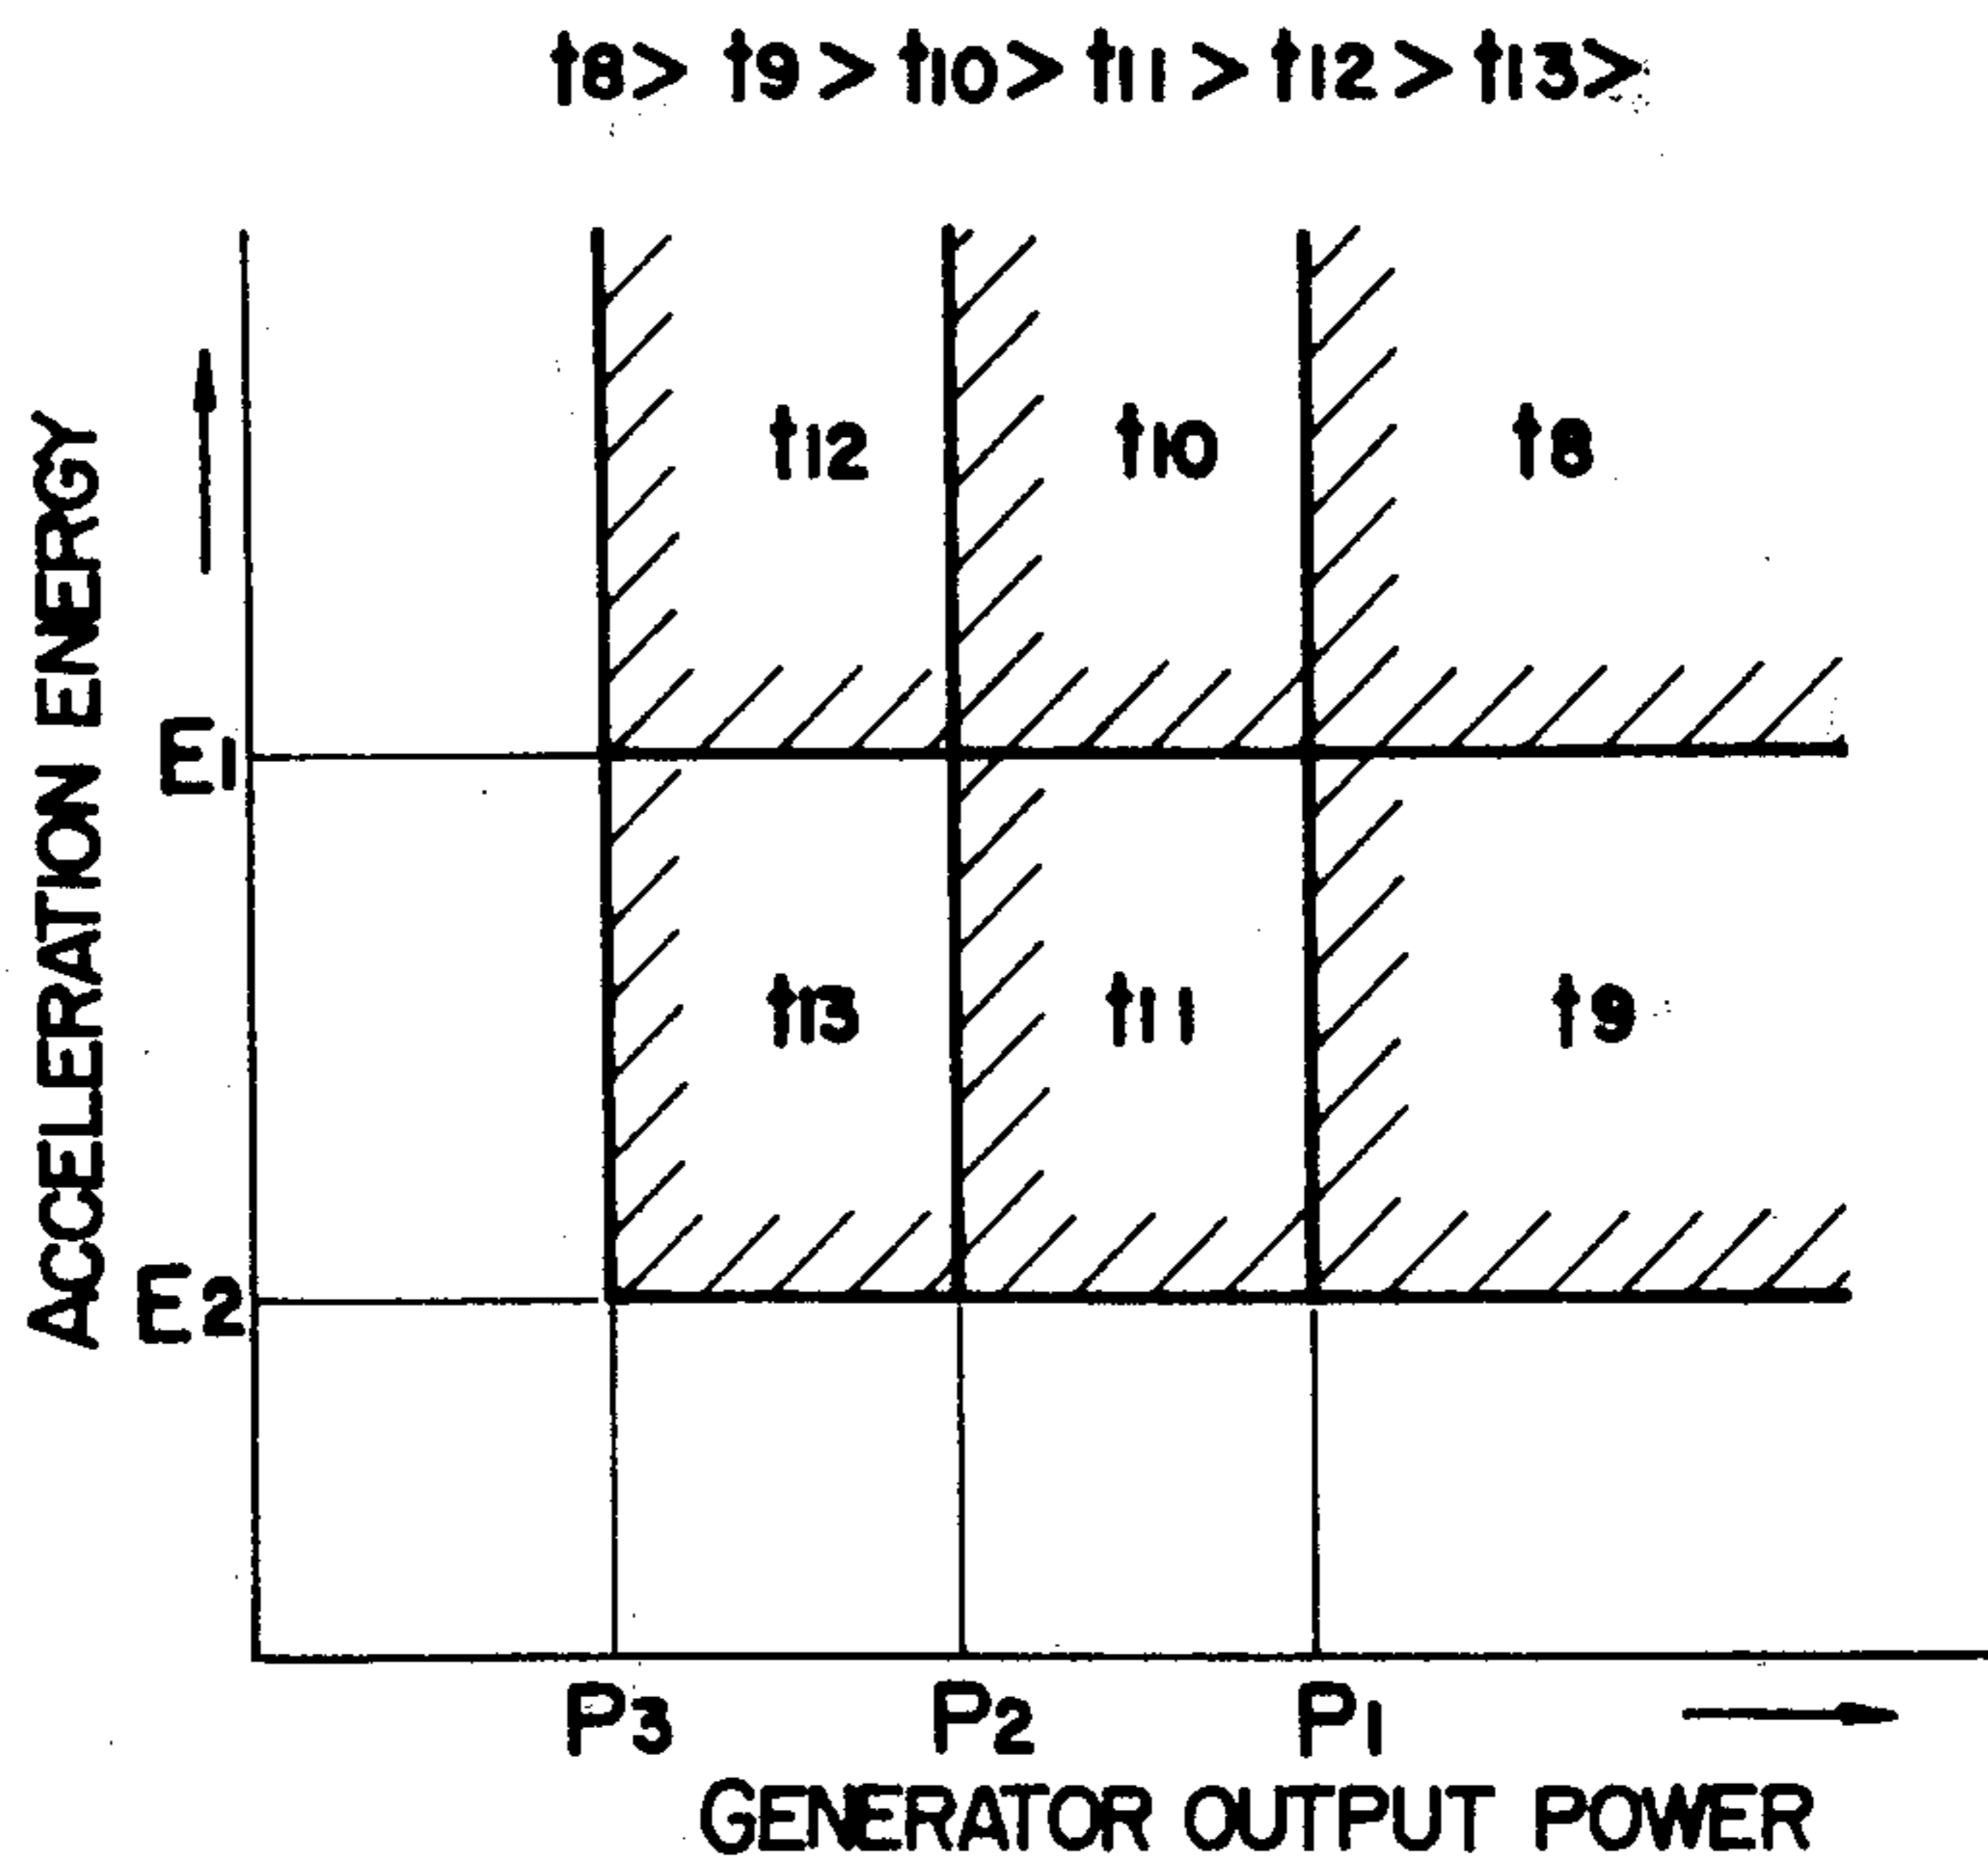 t8> t9> t10> t11> t12> t13>
t12 t10 t8
E1
t13 t11 t9
E2
P3 P2 P1
GENERATOR OUTPUT POWER
ACCELERATION ENERGY